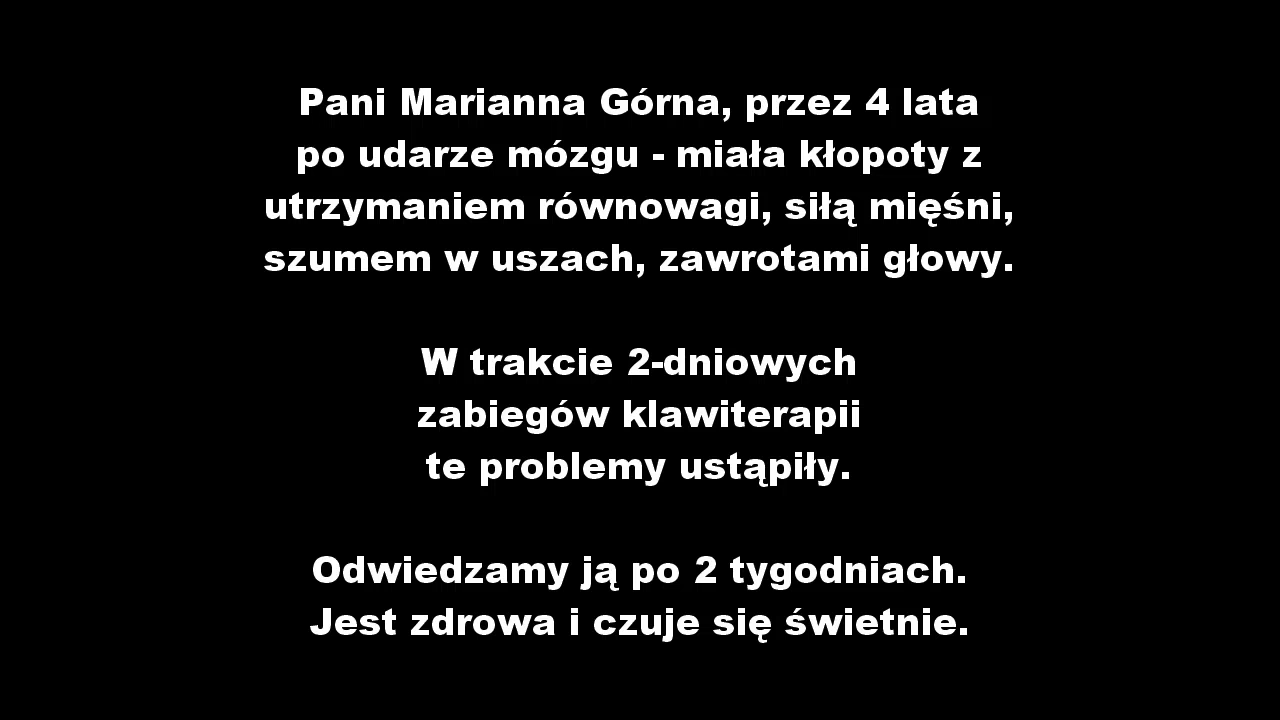 Pani Marianna Górna, przez 4 lata
po udarze mózgu - miała kłopoty z
utrzymaniem równowagi, siłą mięśni,
szumem w uszach, zawrotami głowy.
W trakcie 2-dniowych
zabiegów klawiterapii
te problemy ustąpiły.
Odwiedzamy ją po 2 tygodniach.
Jest zdrowa i czuje się świetnie.